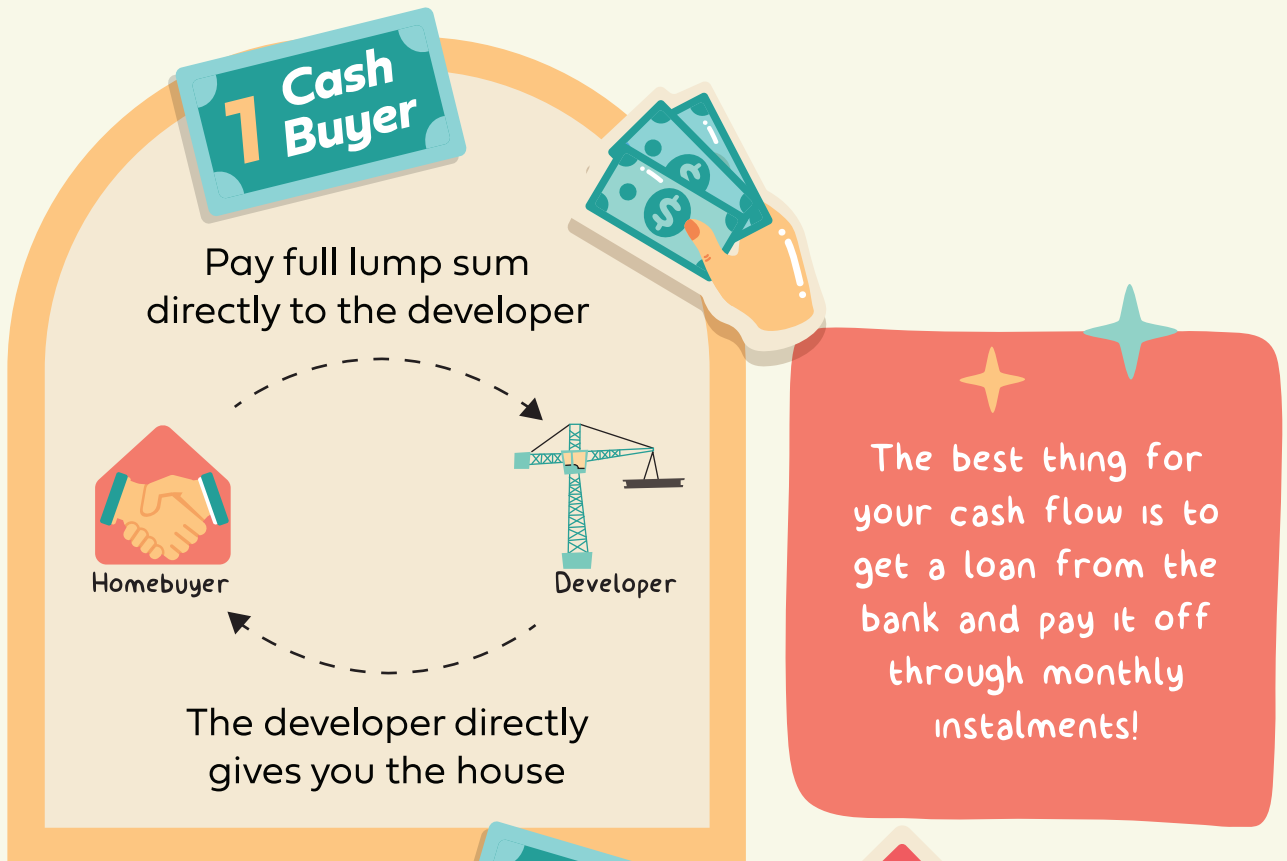 1 Cash
Buyer
Pay full lump sum
directly to the developer
Homebuyer
Developer
The developer directly
gives you the house
The best thing for
your cash flow is to
get a loan from the
bank and pay it off
through monthly
instalments!